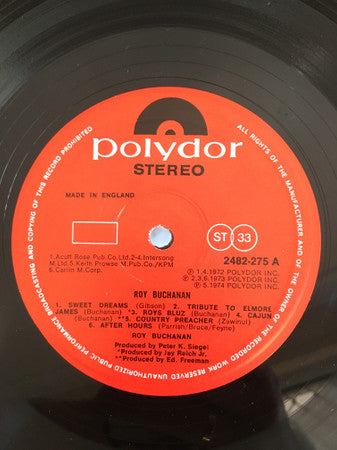 polydor
STEREO
MADE IN ENGLAND
1.Acuff Rose Pub.Co.Ltd.2-4.Intersong
M.Ltd.5.Keith Prowse M.Pub.Co./KPM
6.Carlin M.Corp.
ST 33
2482-275 A
Ⓟ 1.4.1972 POLYDOR INC.
Ⓟ 2.3.6.1973 POLYDOR INC.
Ⓟ 5.1974 POLYDOR INC.
ROY BUCHANAN
1. SWEET DREAMS (Gibson) 2. TRIBUTE TO ELMORE
JAMES (Buchanan) *3. ROYS BLUZ (Buchanan) 4. CAJUN
(Buchanan) **5. COUNTRY PREACHER (Zawinul)
6. AFTER HOURS (Parrish/Bruce/Feyne)
ROY BUCHANAN
Produced by Peter K. Siegel
*Produced by Jay Reich Jr.
**Produced by Ed. Freeman
ALL RIGHTS OF THE MANUFACTURER AND OF THE OWNER OF THE RECORDED WORK RESERVED UNAUTHORIZED PUBLIC PERFORMANCE BROADCASTING AND COPYING OF THIS RECORD PROHIBITED